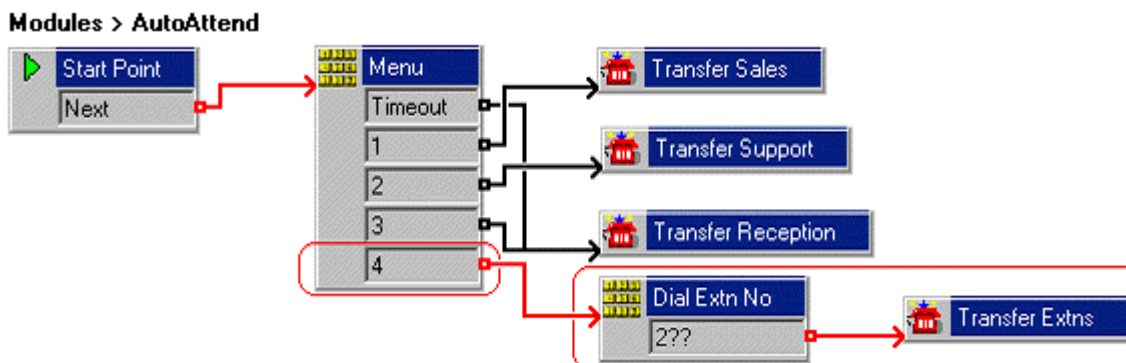 Modules > AutoAttend
Start Point
Next
Menu
Timeout
1
2
3
4
Transfer Sales
Transfer Support
Transfer Reception
Dial Extn No
2??
Transfer Extns